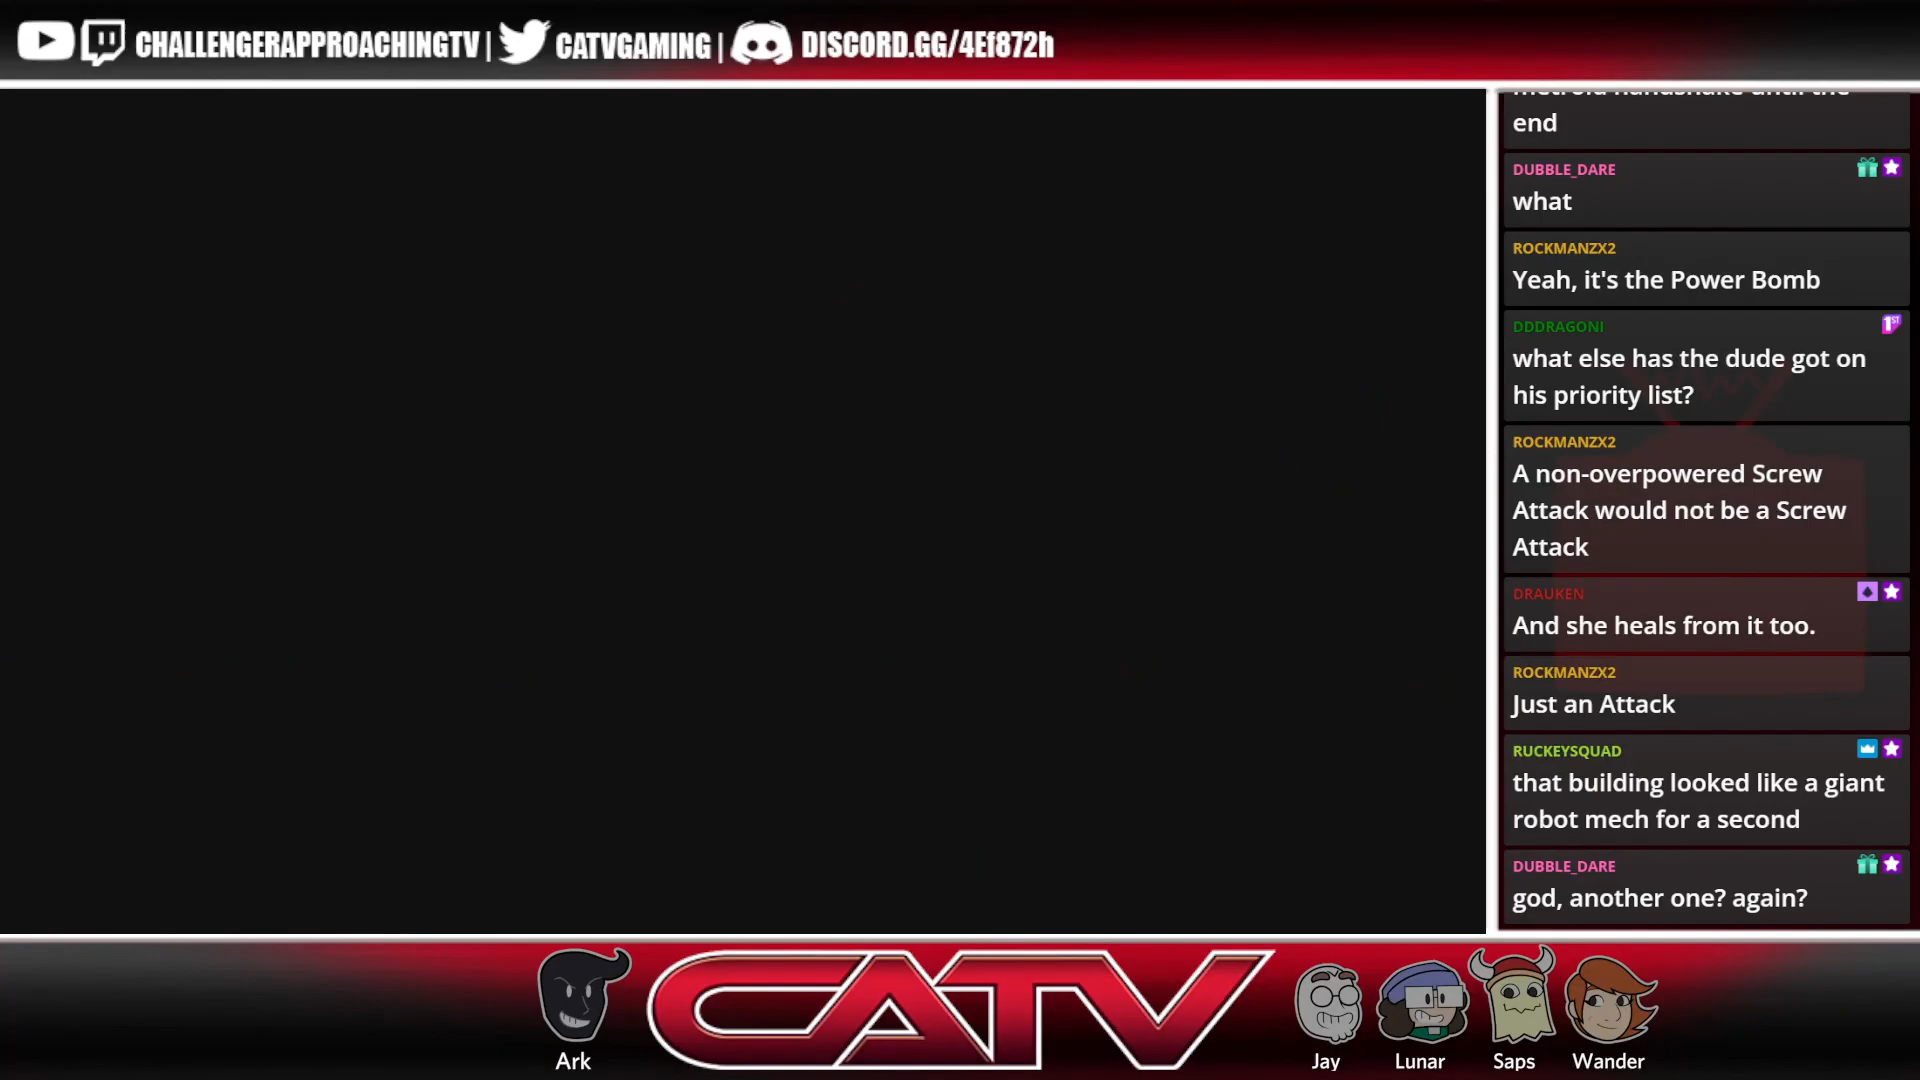 CHALLENGERAPPROACHINGTV | CATVGAMING | DISCORD.GG/4Ef872h
end
DUBBLE_DARE
what
ROCKMANZX2
Yeah, it's the Power Bomb
DDDRAGONI
1ST
what else has the dude got on
his priority list?
ROCKMANZX2
A non-overpowered Screw
Attack would not be a Screw
Attack
DRAUKEN
And she heals from it too.
ROCKMANZX2
Just an Attack
RUCKEYSQUAD
that building looked like a giant
robot mech for a second
DUBBLE_DARE
god, another one? again?
CATV
Ark
Jay
Lunar
Saps
Wander